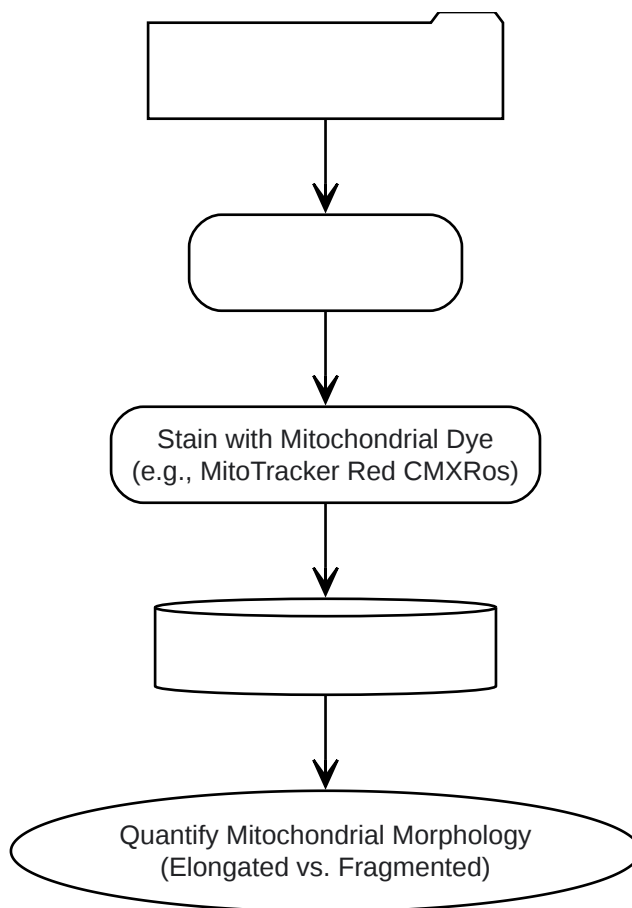 Stain with Mitochondrial Dye
(e.g., MitoTracker Red CMXRos)
Quantify Mitochondrial Morphology
(Elongated vs. Fragmented)